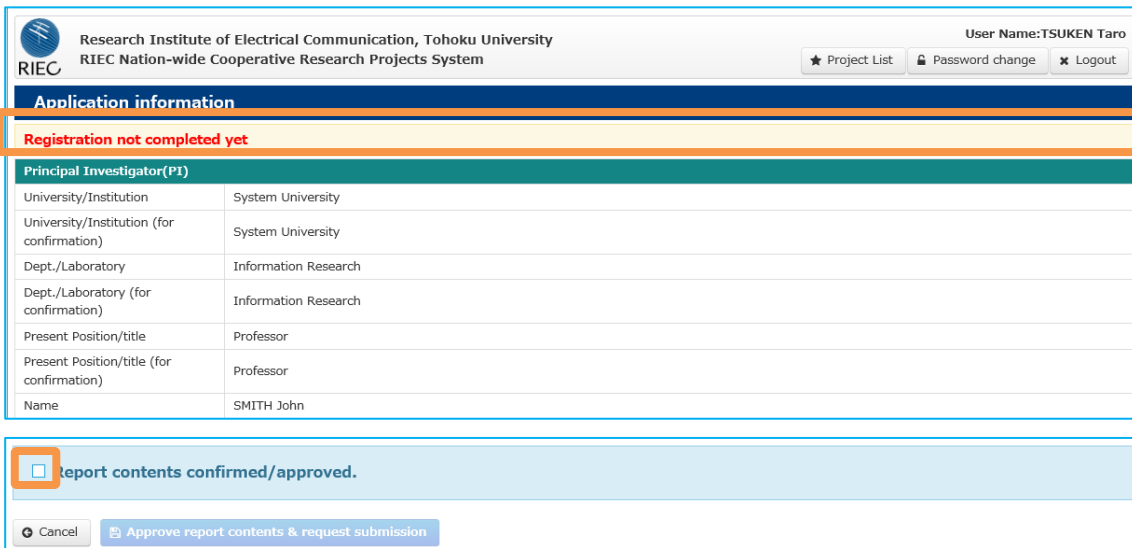 RIEC
Research Institute of Electrical Communication, Tohoku University
RIEC Nation-wide Cooperative Research Projects System
User Name:TSUKEN Taro
Project List
Password change
Logout
Application information
Registration not completed yet
Principal Investigator(PI)
University/Institution
System University
University/Institution (for
confirmation)
System University
Dept./Laboratory
Information Research
Dept./Laboratory (for
confirmation)
Information Research
Present Position/title
Professor
Present Position/title (for
confirmation)
Professor
Name
SMITH John
Report contents confirmed/approved.
Cancel
Approve report contents & request submission